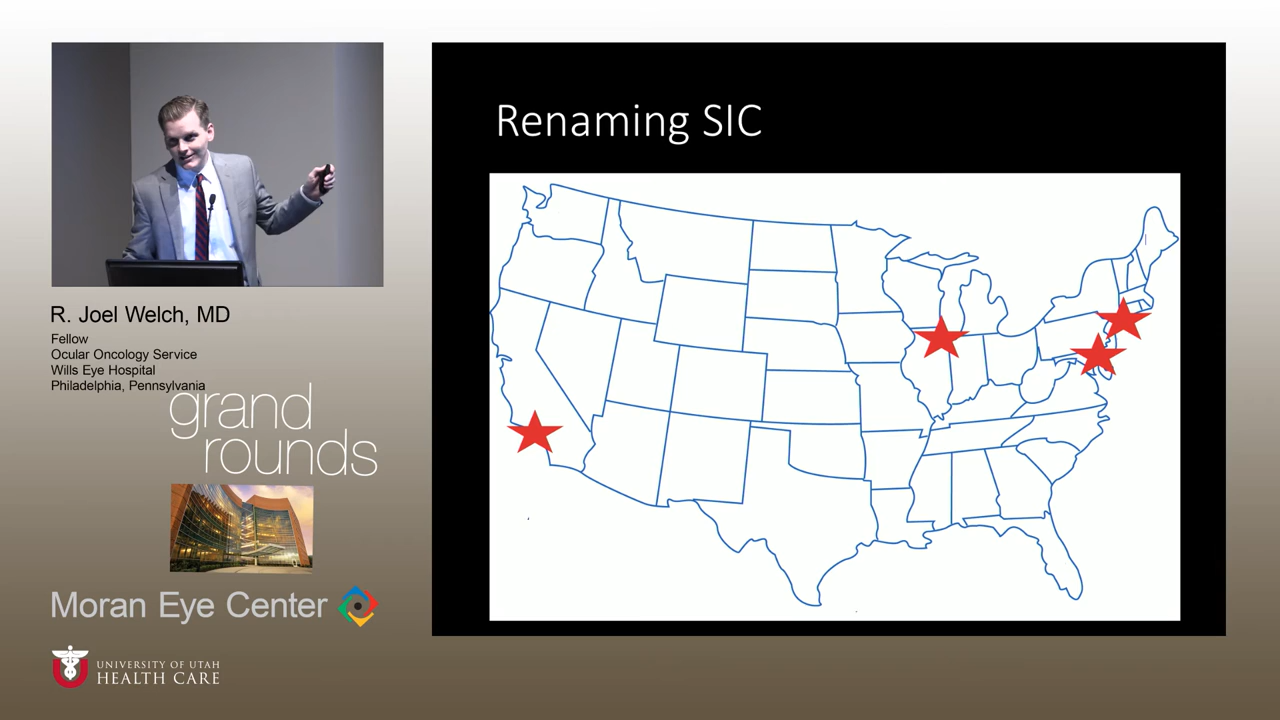 Renaming SIC
R. Joel Welch, MD
Fellow
Ocular Oncology Service
Wills Eye Hospital
Philadelphia, Pennsylvania
grand
rounds
Moran Eye Center
UNIVERSITY OF UTAH
HEALTH CARE